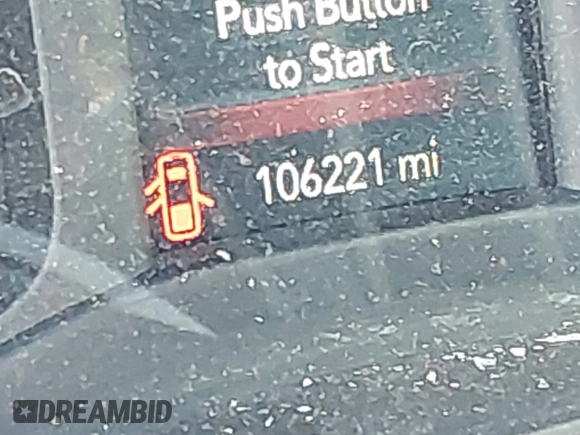 Push Button
to Start
106221 mi
DREAMBID